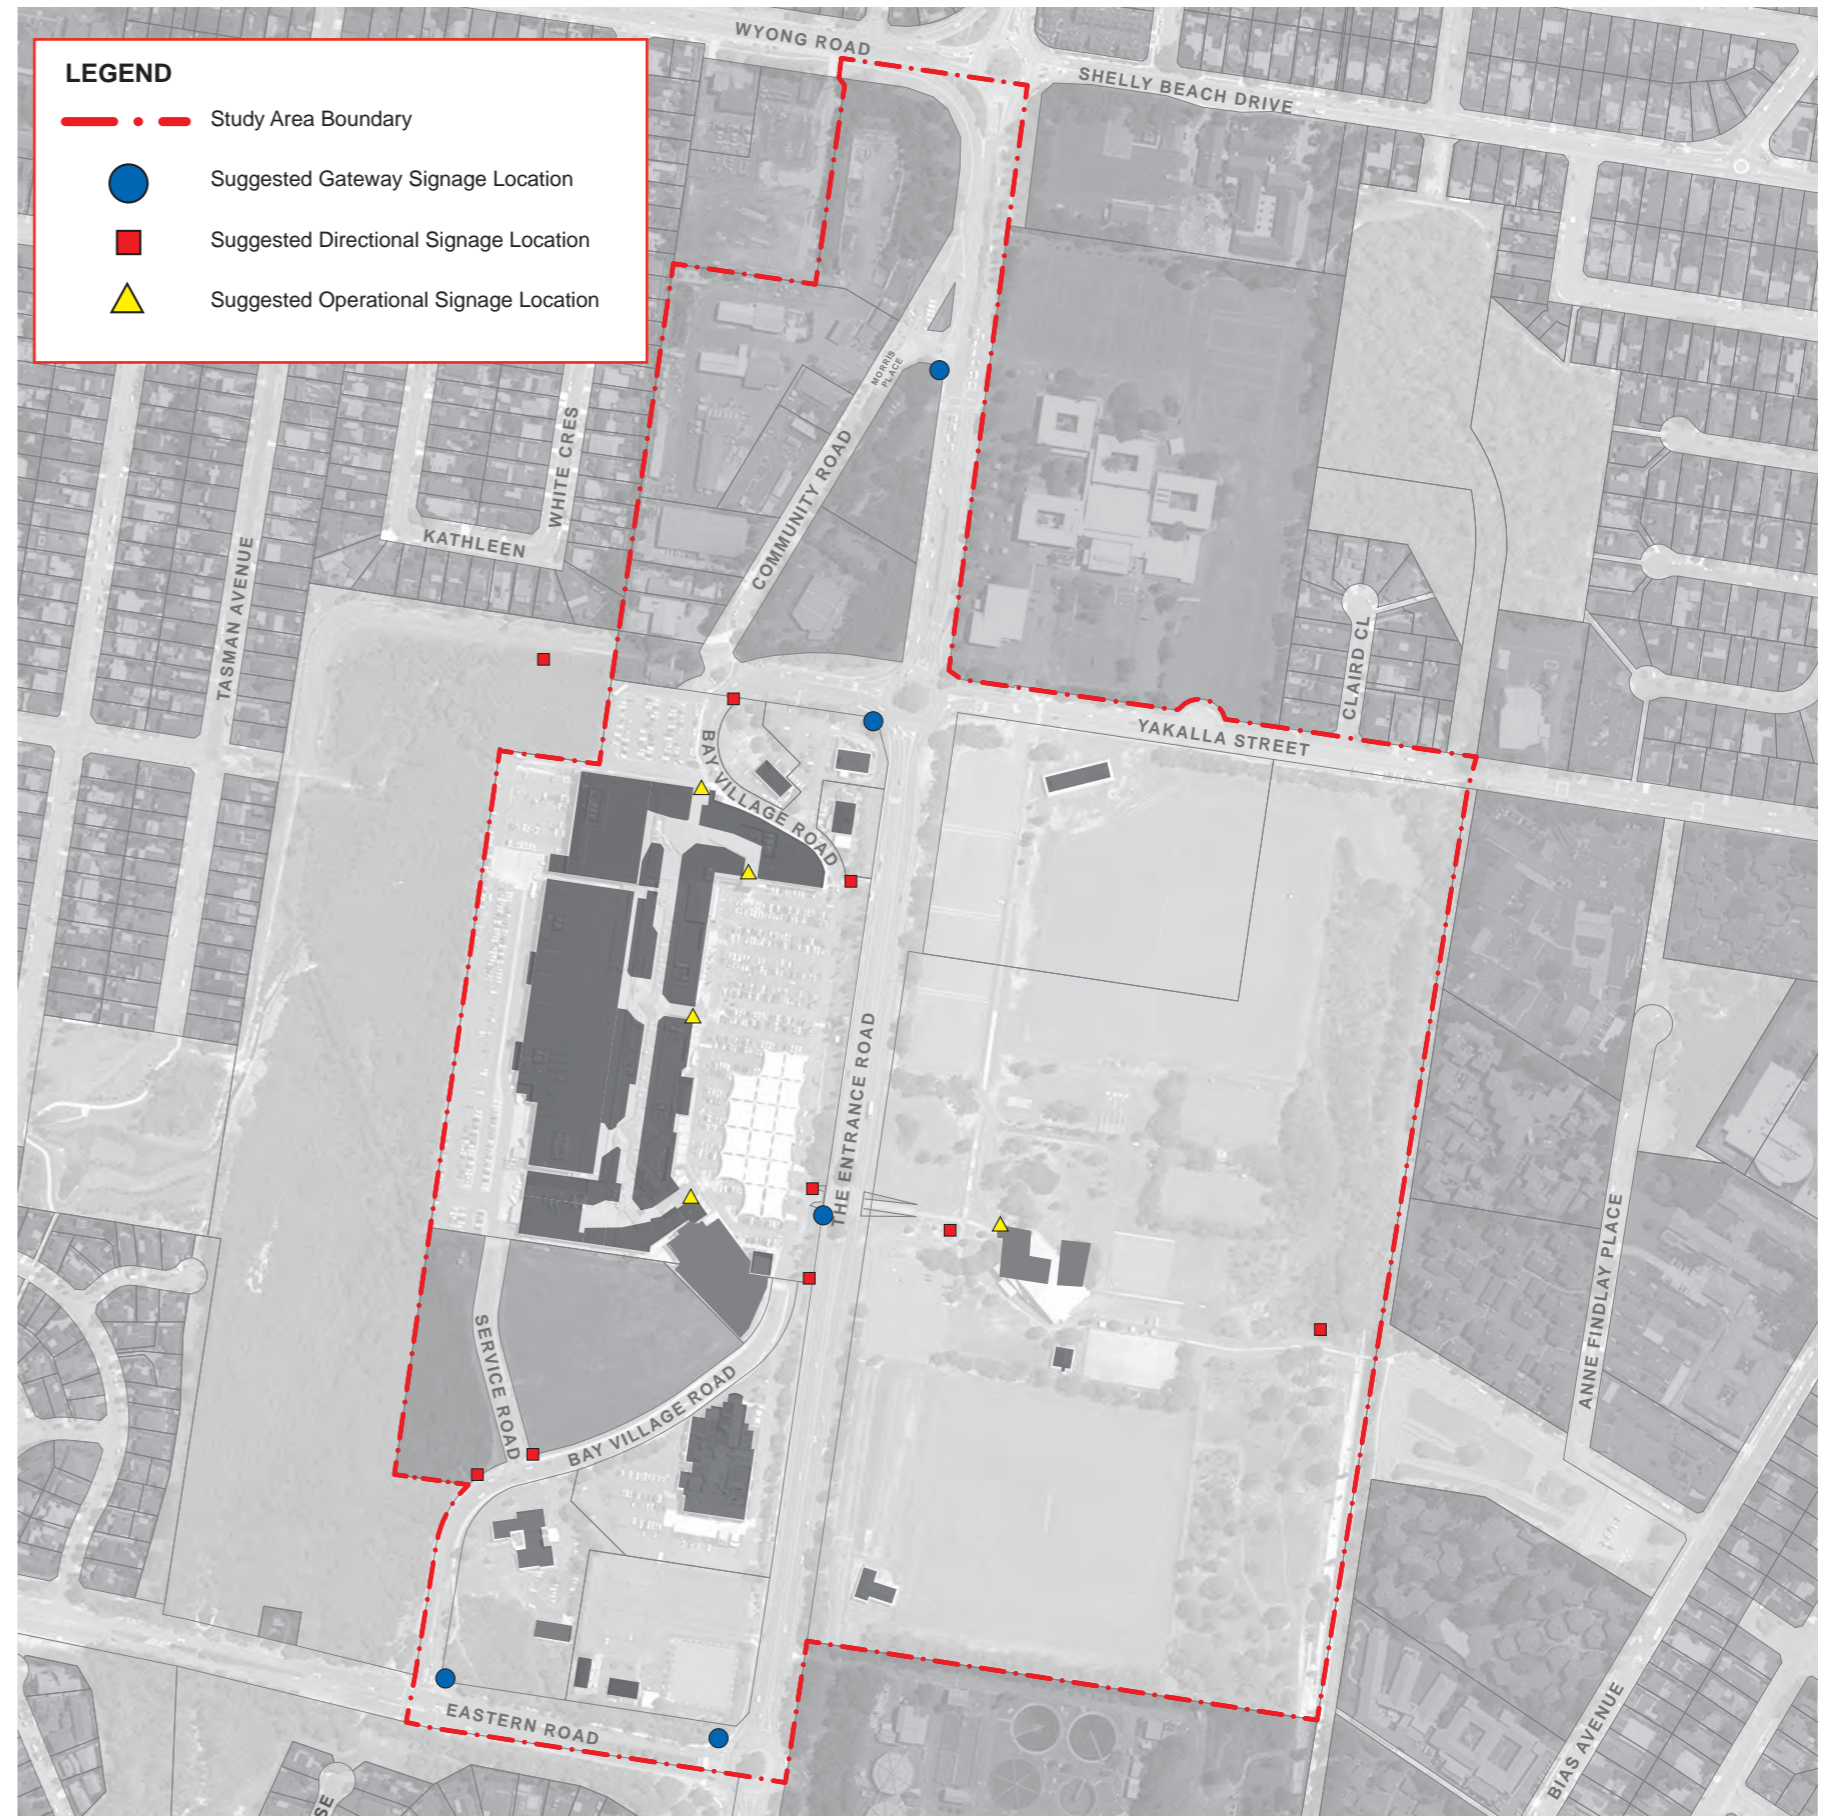 WYONG ROAD
SHELLY BEACH DRIVE
LEGEND
Study Area Boundary
Suggested Gateway Signage Location
Suggested Directional Signage Location
Suggested Operational Signage Location
MORRIS
PLACE
WHITE CRES
COMMUNITY ROAD
KATHLEEN
TASMAN AVENUE
CLAIRD CL
YAKALLA STREET
BAY VILLAGE ROAD
THE ENTRANCE ROAD
ANNE FINDLAY PLACE
SERVICE ROAD
BAY VILLAGE ROAD
EASTERN ROAD
BIAS AVENUE
SE